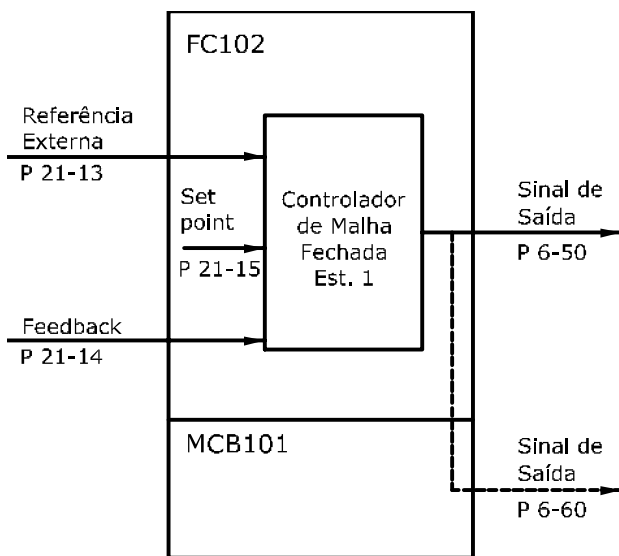 FC102
Referência
Externa
P 21-13
Set
point
P 21-15
Controlador
de Malha
Fechada
Est. 1
Sinal de
Saída
P 6-50
Feedback
P 21-14
MCB101
Sinal de
Saída
P 6-60